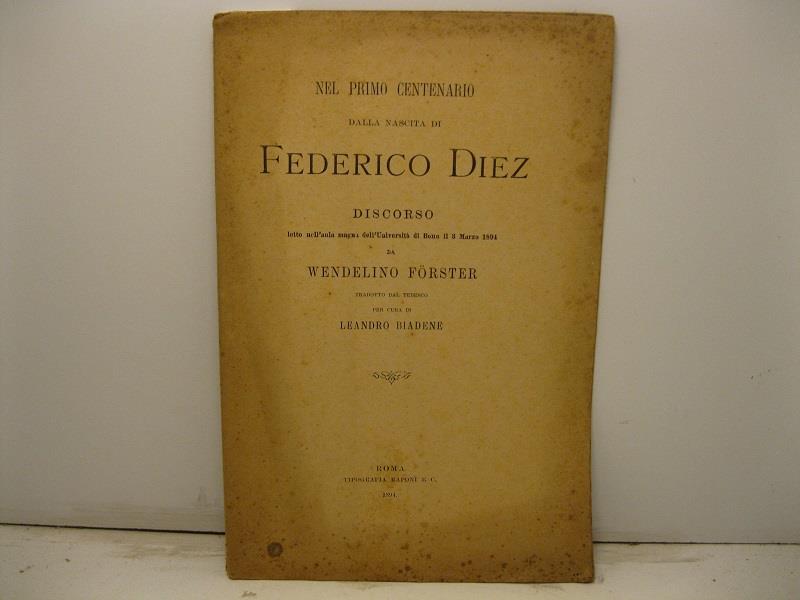 NEL PRIMO CENTENARIO
DALLA NASCITA DI
FEDERICO DIEZ
DISCORSO
letto nell'aula magna dell'Università di Bonn il 3 Marzo 1894
DA
WENDELINO FÖRSTER
TRADOTTO DAL TEDESCO
PER CURA DI
LEANDRO BIADENE
ROMA
TIPOGRAFIA RAPONI E C.
1894